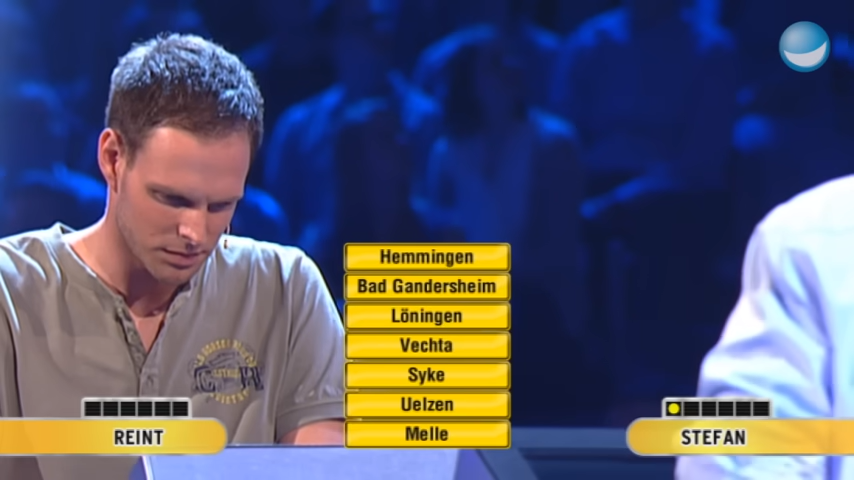 Hemmingen
Bad Gandersheim
Löningen
Vechta
Syke
Uelzen
Melle
REINT
STEFAN